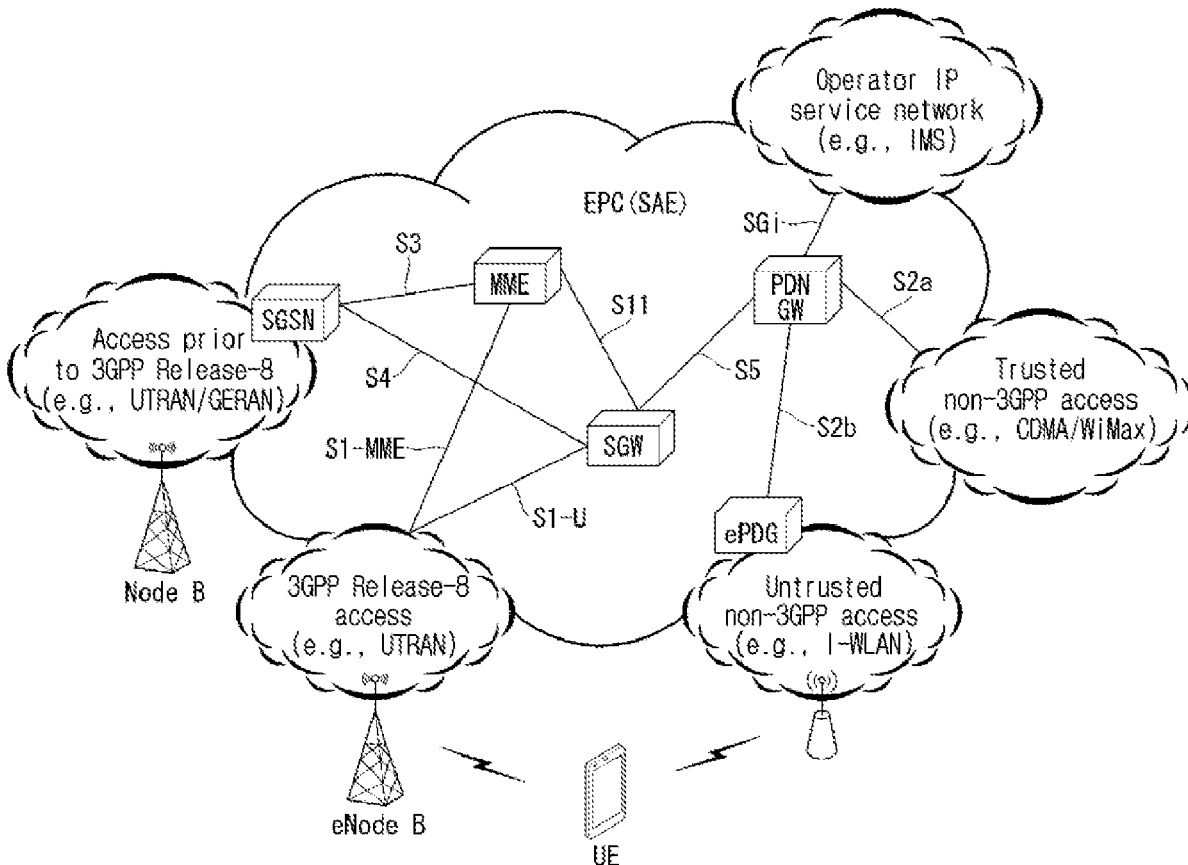 Operator IP
service network
(e.g., IMS)
EPC(SAE)
SGi
S3
MME
PDN
GW
S2a
SGSN
S11
Access prior
to 3GPP Release-8
(e.g., UTRAN/GERAN)
S4
S5
Trusted
non-3GPP access
(e.g., CDMA/WiMax)
S2b
S1-MME
SGW
S1-U
ePDG
Node B
3GPP Release-8
access
(e.g., UTRAN)
Untrusted
non-3GPP access
(e.g., I-WLAN)
eNode B
UE